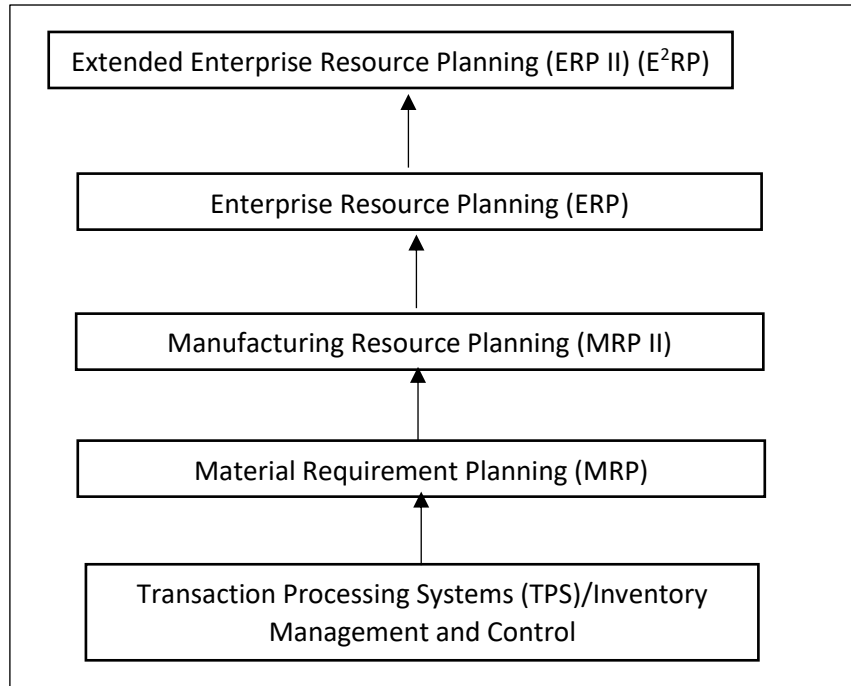 Extended Enterprise Resource Planning (ERP II) (E²RP)
Enterprise Resource Planning (ERP)
Manufacturing Resource Planning (MRP II)
Material Requirement Planning (MRP)
Transaction Processing Systems (TPS)/Inventory
Management and Control